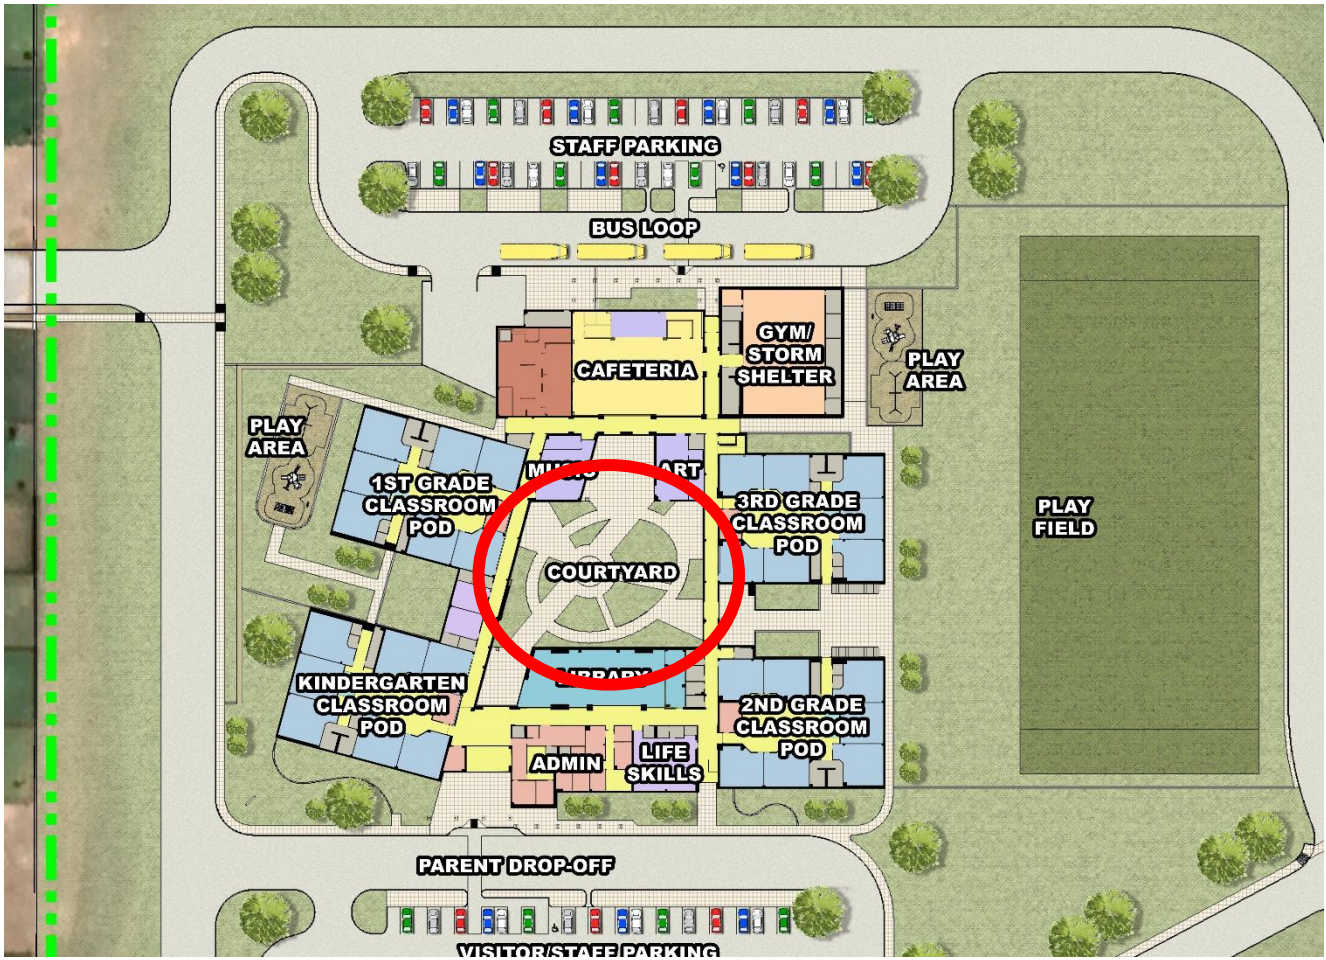 STAFF PARKING
BUS LOOP
GYM/
STORM
SHELTER
CAFETERIA
PLAY
AREA
PLAY
AREA
MUSIC
ART
1ST GRADE
CLASSROOM
POD
3RD GRADE
CLASSROOM
POD
PLAY
FIELD
COURTYARD
LIBRARY
KINDERGARTEN
CLASSROOM
POD
2ND GRADE
CLASSROOM
POD
ADMIN
LIFE
SKILLS
PARENT DROP-OFF
VISITOR/STAFF PARKING